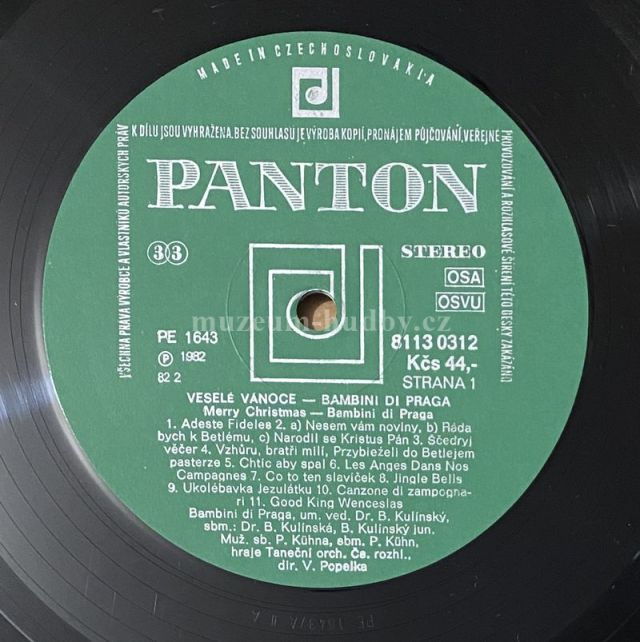 MADE IN CZECHOSLOVAKIA
VŠECHNA PRÁVA VÝROBCE A VLASTNÍKŮ AUTORSKÝCH PRÁV
K DÍLU JSOU VYHRAŽENA. BEZ SOUHLASU JE VÝROBA KOPIÍ, PRONÁJEM PŮJČOVÁNÍ, VEŘEJNÉ
PROVOZOVÁNÍ A ROZHLASOVÉ ŠÍŘENÍ TÉTO DESKY ZAKÁZÁNO
PANTON
33
STEREO
OSA
OSVU
muzeum-hudby.cz
PE 1643
8113 0312
Ⓟ 1982
Kčs 44,-
82 2
STRANA 1
VESELÉ VÁNOCE — BAMBINI DI PRAGA
Merry Christmas — Bambini di Praga
1. Adeste Fideles 2. a) Nesem vám noviny, b) Ráda
bych k Betlému, c) Narodil se Kristus Pán 3. Ščedryj
věčer 4. Vzhůru, bratři milí, Przybieżeli do Betlejem
pasterze 5. Chtíc aby spal 6. Les Anges Dans Nos
Campagnes 7. Co to ten slavíček 8. Jingle Bells
9. Ukolébavka Jezulátku 10. Canzone di zampogna-
ri 11. Good King Wenceslas
Bambini di Praga, um. ved. Dr. B. Kulínský,
sbm.: Dr. B. Kulínská, B. Kulínský jun.
Muž. sb. P. Kühna, sbm. P. Kühn,
hraje Taneční orch. Čs. rozhl.,
dir. V. Popelka